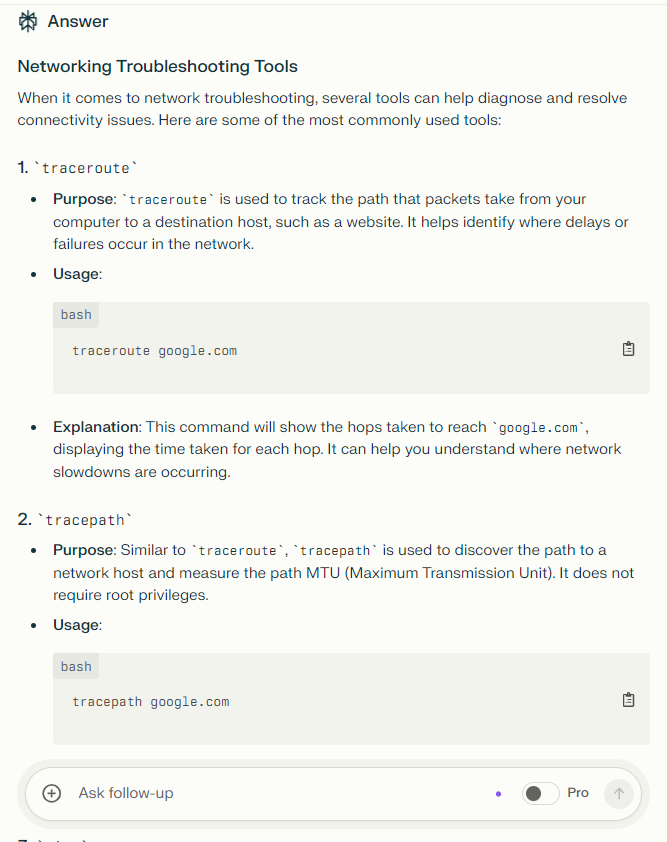 Answer
Networking Troubleshooting Tools
When it comes to network troubleshooting, several tools can help diagnose and resolve
connectivity issues. Here are some of the most commonly used tools:
1. `traceroute`
• Purpose: `traceroute` is used to track the path that packets take from your
computer to a destination host, such as a website. It helps identify where delays or
failures occur in the network.
• Usage:
bash
traceroute google.com
• Explanation: This command will show the hops taken to reach `google.com`,
displaying the time taken for each hop. It can help you understand where network
slowdowns are occurring.
2. `tracepath`
• Purpose: Similar to `traceroute`, `tracepath` is used to discover the path to a
network host and measure the path MTU (Maximum Transmission Unit). It does not
require root privileges.
• Usage:
bash
tracepath google.com
Ask follow-up
Pro